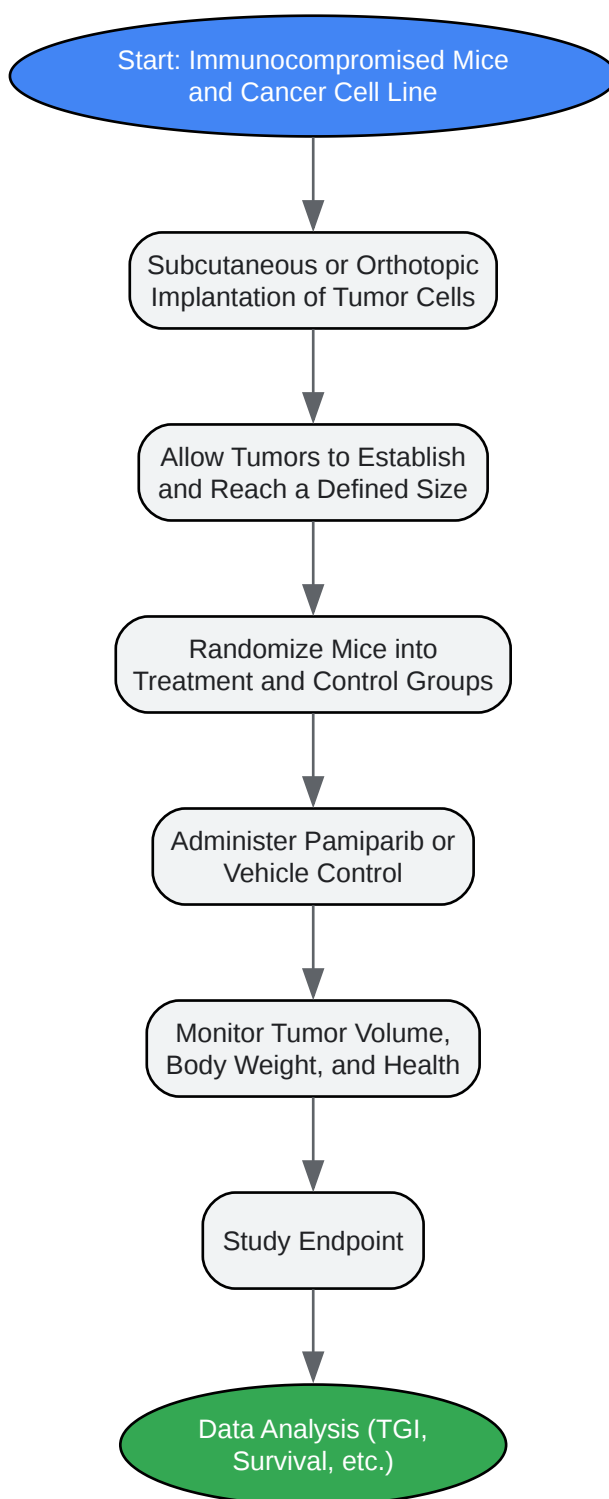 Start: Immunocompromised Mice
and Cancer Cell Line
Subcutaneous or Orthotopic
Implantation of Tumor Cells
Allow Tumors to Establish
and Reach a Defined Size
Randomize Mice into
Treatment and Control Groups
Administer Pamiparib or
Vehicle Control
Monitor Tumor Volume,
Body Weight, and Health
Study Endpoint
Data Analysis (TGI,
Survival, etc.)